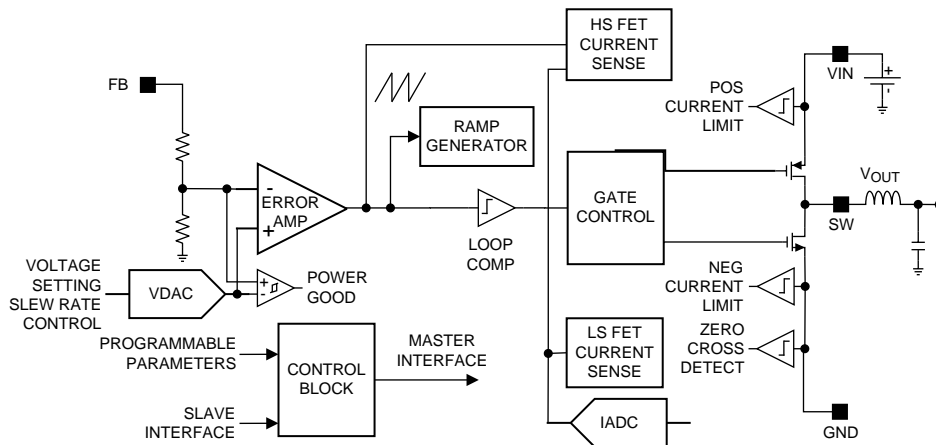 HS FET
CURRENT
SENSE
FB
VIN
+
-
POS
CURRENT
LIMIT
RAMP
GENERATOR
-
ERROR
AMP
+
GATE
CONTROL
VOUT
SW
LOOP
COMP
VOLTAGE
SETTING
SLEW RATE
CONTROL
VDAC
+
-
POWER
GOOD
NEG
CURRENT
LIMIT
PROGRAMMABLE
PARAMETERS
CONTROL
BLOCK
MASTER
INTERFACE
LS FET
CURRENT
SENSE
ZERO
CROSS
DETECT
SLAVE
INTERFACE
IADC
GND